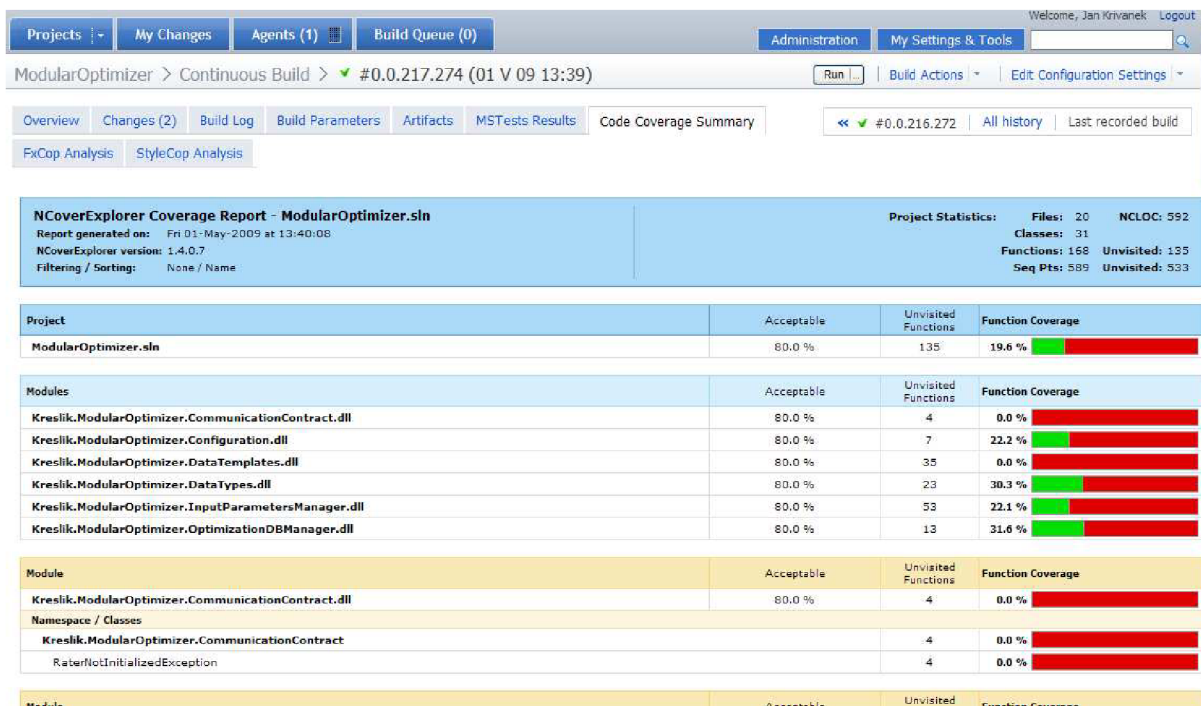 Welcome, Jan Krivanek Logout
Projects My Changes Agents (1) Build Queue (0)
Administration My Settings & Tools
ModularOptimizer > Continuous Build > #0.0.217.274 (01 V 09 13:39)
Run ... Build Actions Edit Configuration Settings
Overview Changes (2) Build Log Build Parameters Artifacts MSTests Results Code Coverage Summary
« #0.0.216.272 All history Last recorded build
FxCop Analysis StyleCop Analysis
NCoverExplorer Coverage Report - ModularOptimizer.sln
Report generated on: Fri 01-May-2009 at 13:40:08
NCoverExplorer version: 1.4.0.7
Filtering / Sorting: None / Name
Project Statistics: Files: 20 NCLOC: 592
Classes: 31
Functions: 168 Unvisited: 135
Seq Pts: 589 Unvisited: 533
Project Acceptable Unvisited Functions Function Coverage
ModularOptimizer.sln 80.0 % 135 19.6 %
Modules Acceptable Unvisited Functions Function Coverage
Kreslik.ModularOptimizer.CommunicationContract.dll 80.0 % 4 0.0 %
Kreslik.ModularOptimizer.Configuration.dll 80.0 % 7 22.2 %
Kreslik.ModularOptimizer.DataTemplates.dll 80.0 % 35 0.0 %
Kreslik.ModularOptimizer.DataTypes.dll 80.0 % 23 30.3 %
Kreslik.ModularOptimizer.InputParametersManager.dll 80.0 % 53 22.1 %
Kreslik.ModularOptimizer.OptimizationDBManager.dll 80.0 % 13 31.6 %
Module Acceptable Unvisited Functions Function Coverage
Kreslik.ModularOptimizer.CommunicationContract.dll 80.0 % 4 0.0 %
Namespace / Classes
Kreslik.ModularOptimizer.CommunicationContract 4 0.0 %
RaterNotInitializedException 4 0.0 %
Module Acceptable Unvisited Function Coverage